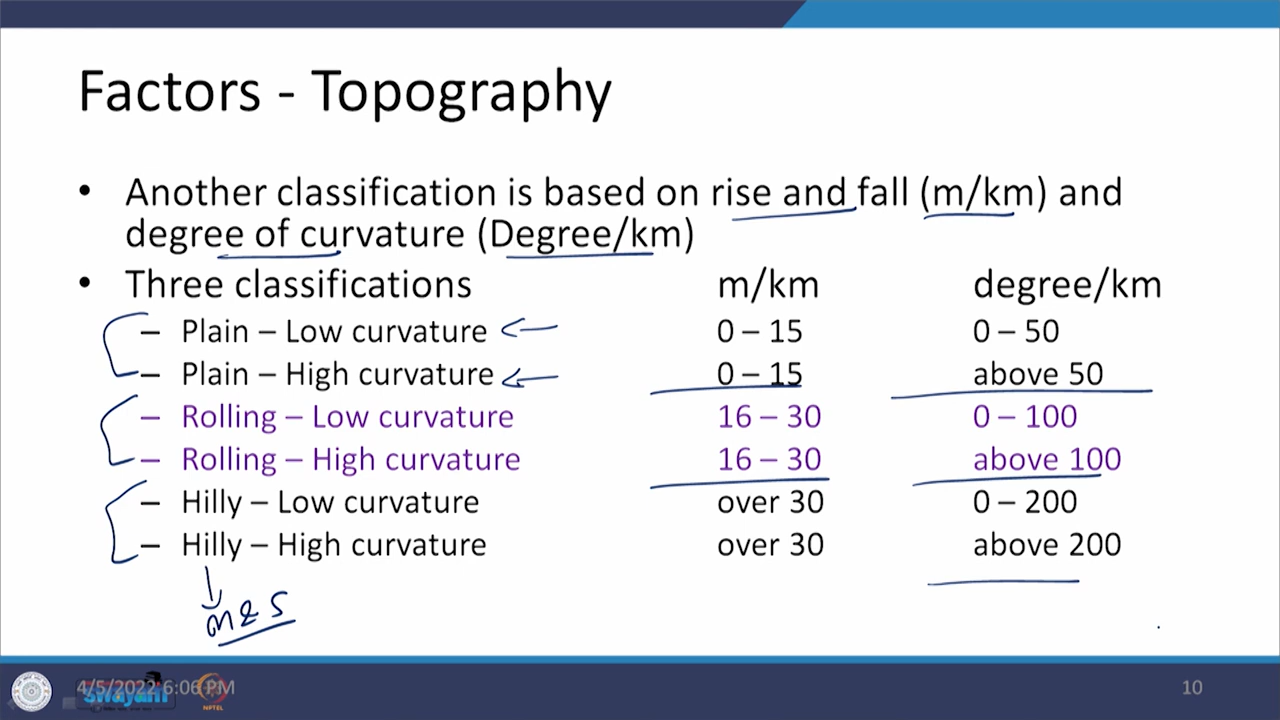 Factors - Topography
• Another classification is based on rise and fall (m/km) and
degree of curvature (Degree/km)
• Three classifications m/km degree/km
– Plain – Low curvature 0 – 15 0 – 50
– Plain – High curvature 0 – 15 above 50
– Rolling – Low curvature 16 – 30 0 – 100
– Rolling – High curvature 16 – 30 above 100
– Hilly – Low curvature over 30 0 – 200
– Hilly – High curvature over 30 above 200
M & S
4/5/2022 6:06 PM swayam NPTEL 10